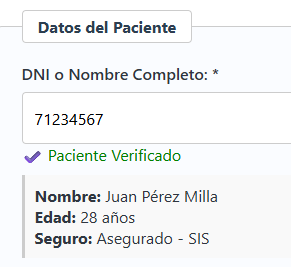 Datos del Paciente
DNI o Nombre Completo: *
71234567
Paciente Verificado
Nombre: Juan Pérez Milla
Edad: 28 años
Seguro: Asegurado - SIS